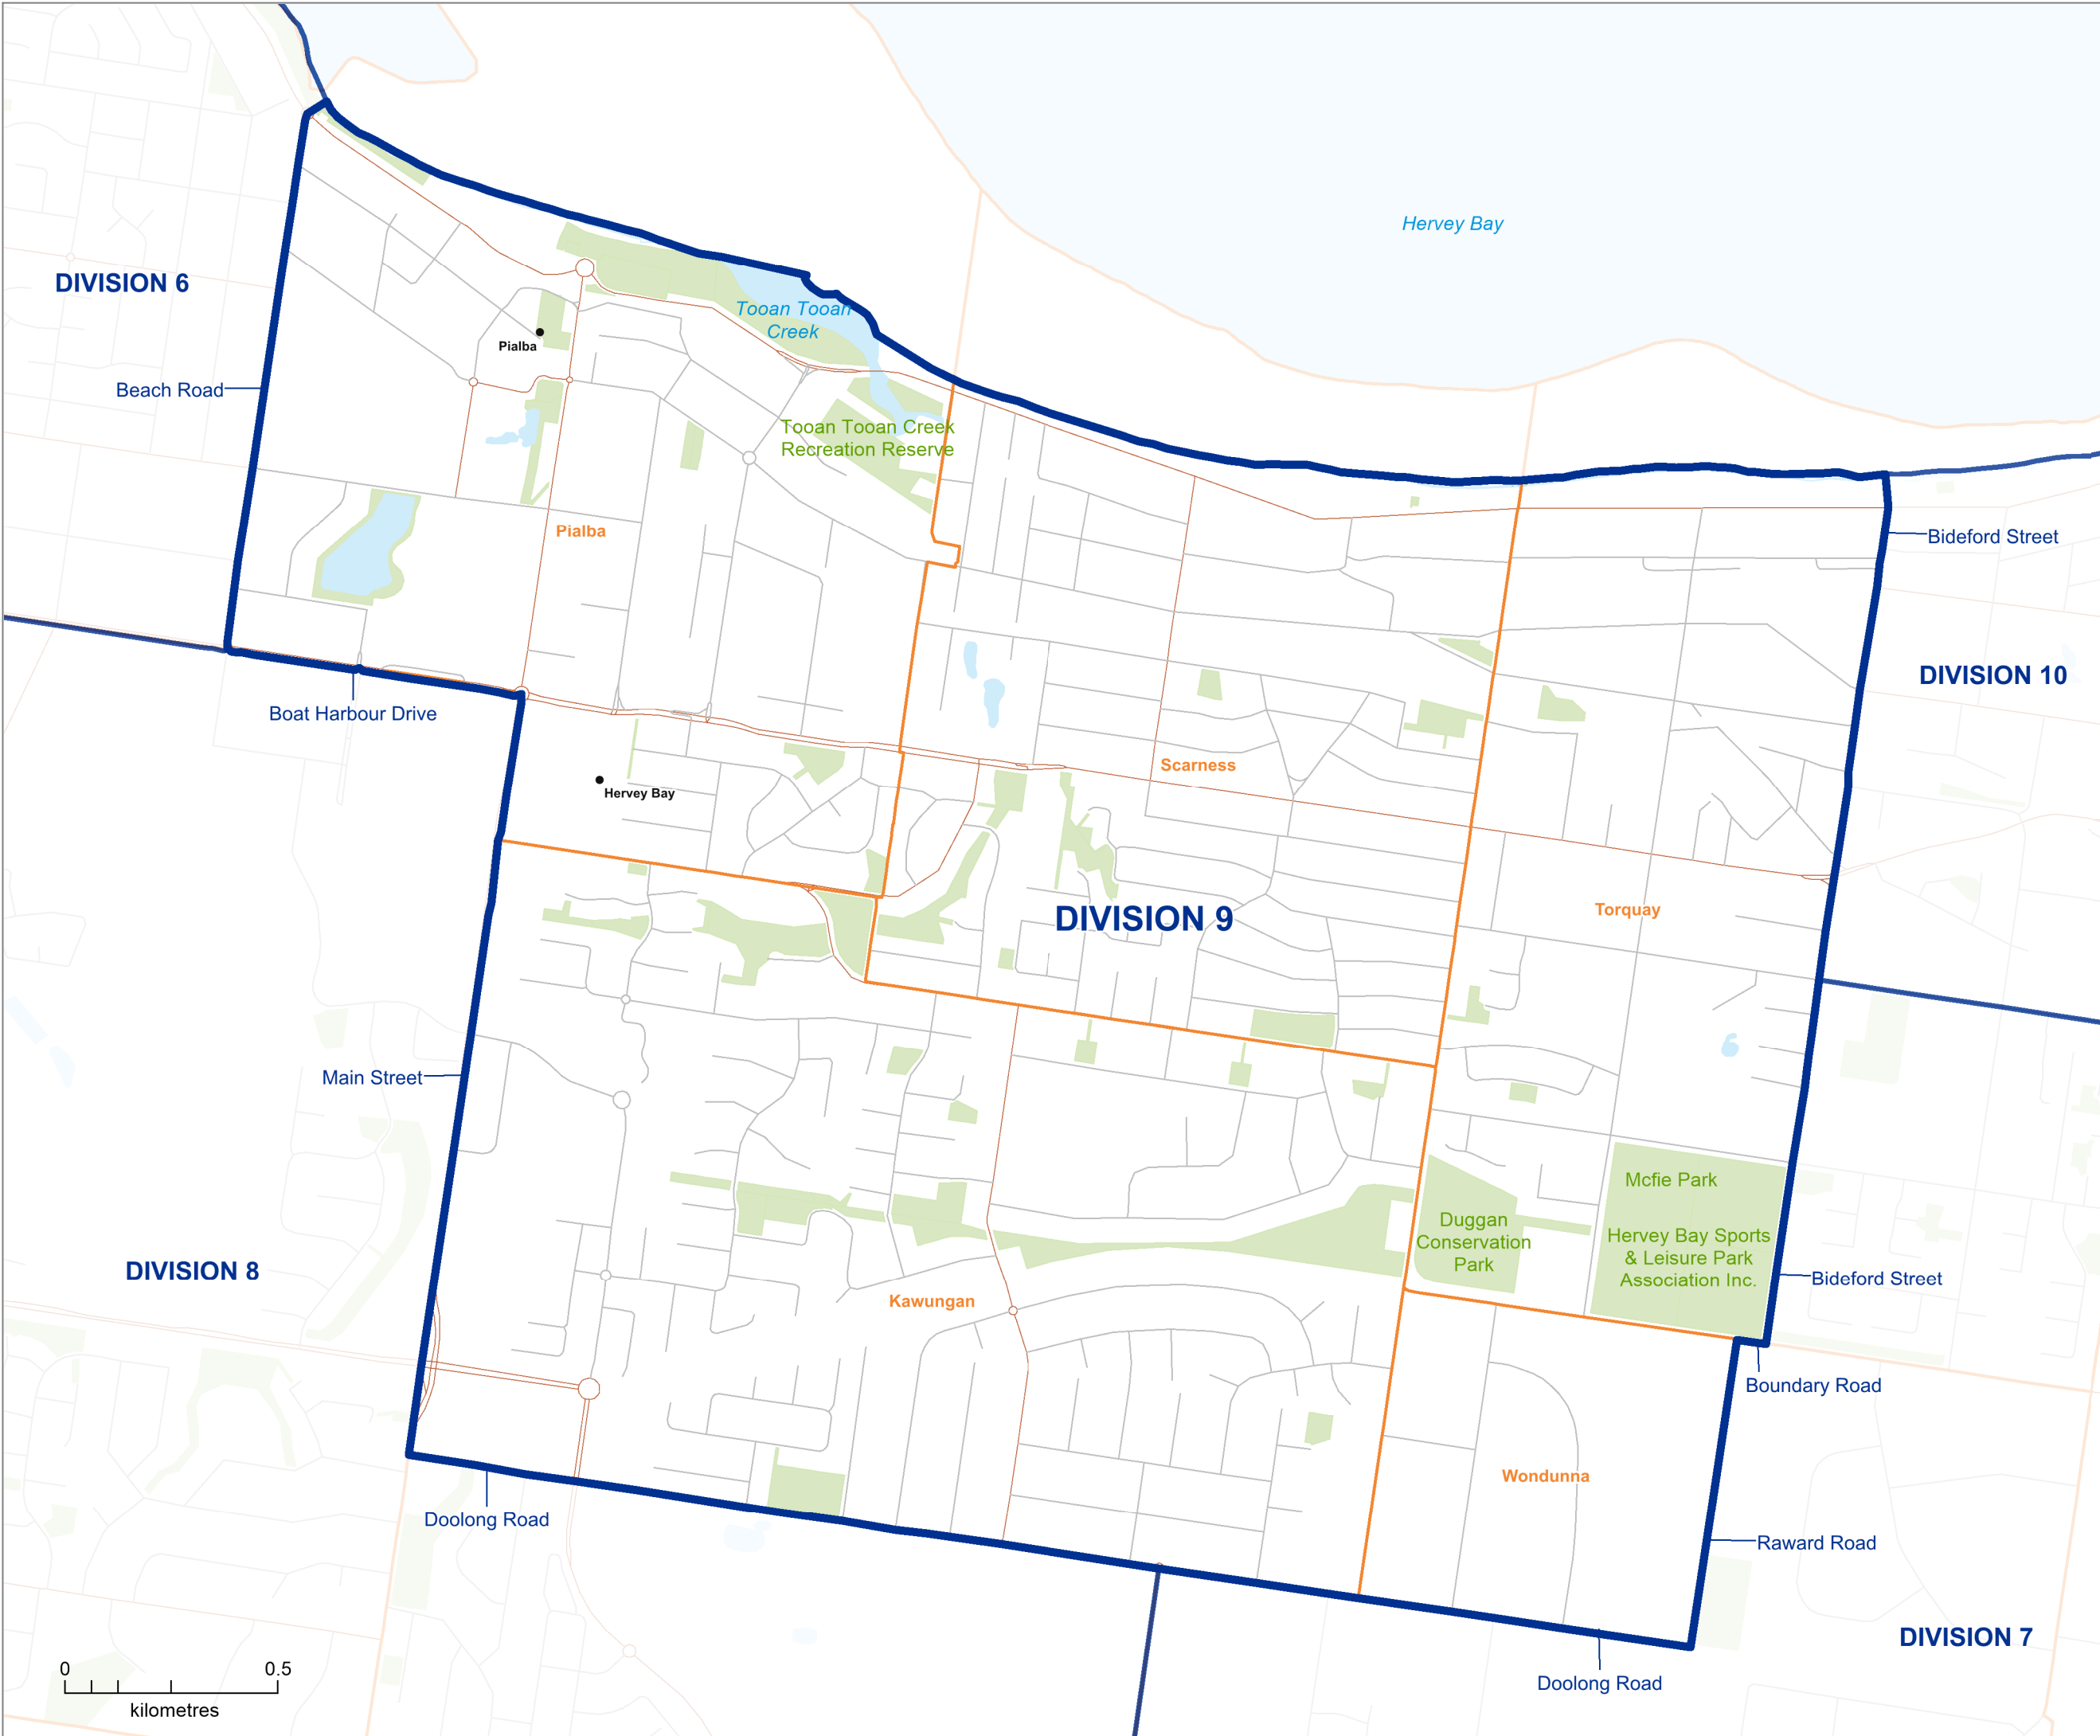 Hervey Bay
DIVISION 6
Tooan Tooan
Creek
Pialba
Beach Road
Tooan Tooan Creek
Recreation Reserve
Pialba
Bideford Street
DIVISION 10
Boat Harbour Drive
Scarness
Hervey Bay
Torquay
DIVISION 9
Main Street
Mcfie Park
Duggan
Conservation
Park
Hervey Bay Sports
& Leisure Park
Association Inc.
DIVISION 8
Bideford Street
Kawungan
Boundary Road
Wondunna
Doolong Road
Raward Road
DIVISION 7
0 0.5
kilometres
Doolong Road